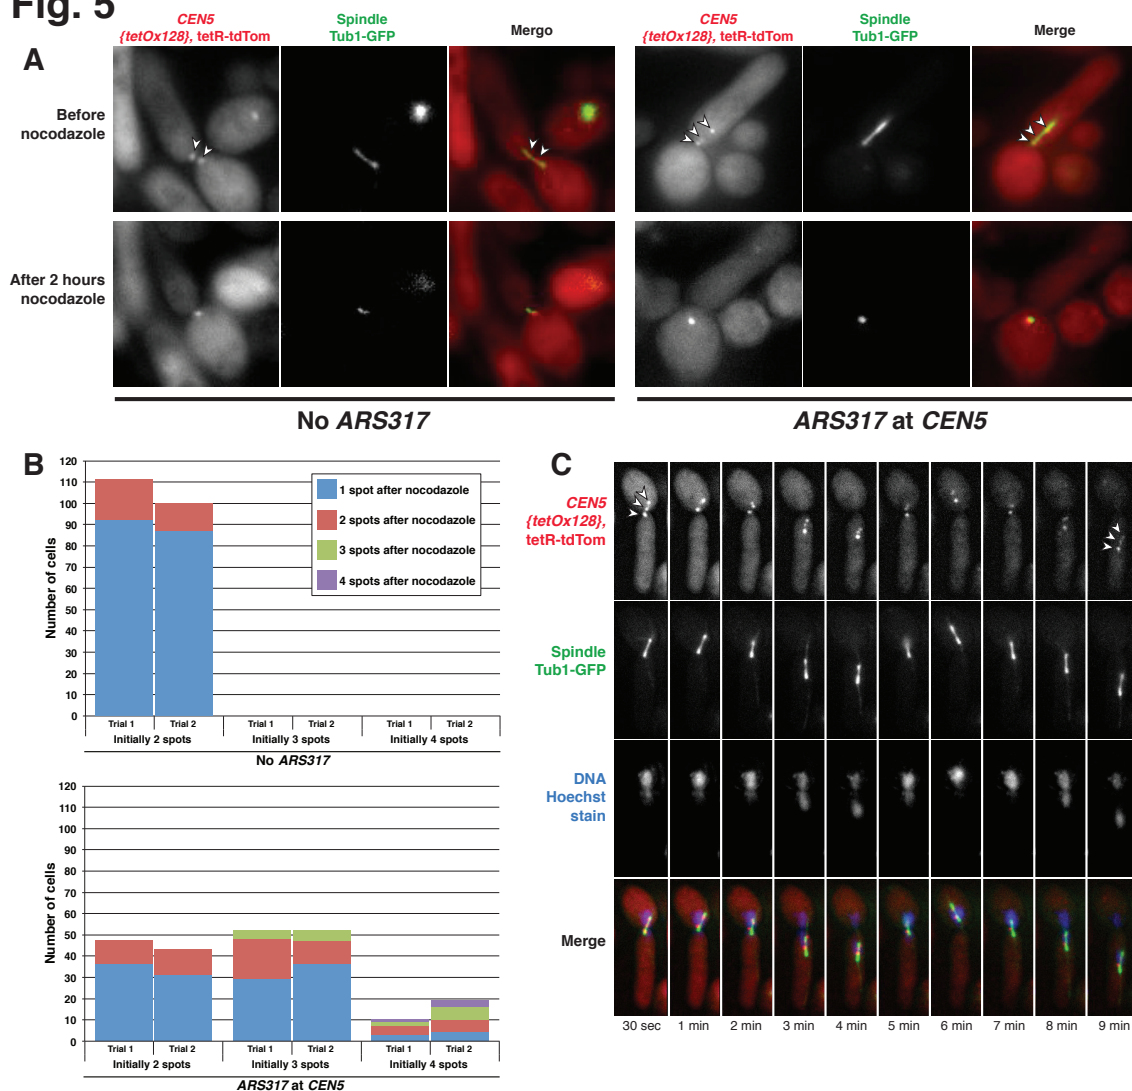 Fig. 5
A
CEN5
{tetOx128}, tetR-tdTom
Spindle
Tub1-GFP
Mergo
CEN5
{tetOx128}, tetR-tdTom
Spindle
Tub1-GFP
Merge
Before
nocodazole
After 2 hours
nocodazole
No ARS317
ARS317 at CEN5
B
120
110
100
90
80
70
60
50
40
30
20
10
0
Number of cells
1 spot after nocodazole
2 spots after nocodazole
3 spots after nocodazole
4 spots after nocodazole
Trial 1 Trial 2 Trial 1 Trial 2 Trial 1 Trial 2
Initially 2 spots Initially 3 spots Initially 4 spots
No ARS317
120
110
100
90
80
70
60
50
40
30
20
10
0
Number of cells
Trial 1 Trial 2 Trial 1 Trial 2 Trial 1 Trial 2
Initially 2 spots Initially 3 spots Initially 4 spots
ARS317 at CEN5
C
CEN5
{tetOx128},
tetR-tdTom
Spindle
Tub1-GFP
DNA
Hoechst
stain
Merge
30 sec 1 min 2 min 3 min 4 min 5 min 6 min 7 min 8 min 9 min